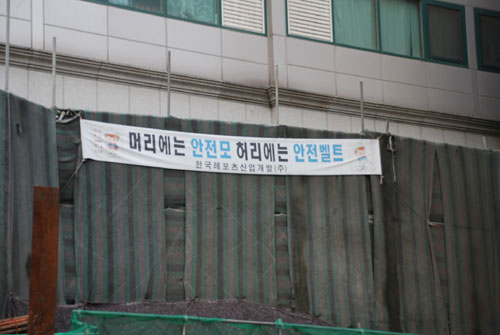 머리에는 안전모 허리에는 안전벨트
한국레포츠산업개발(주)